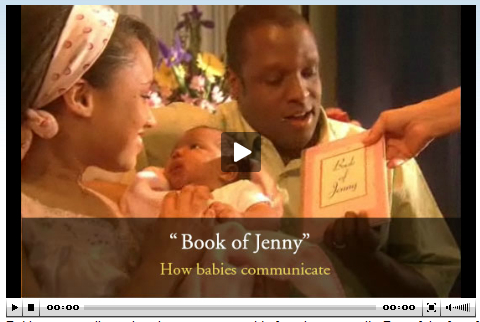 Book
of
Jenny
“Book of Jenny”
How babies communicate
00:00 00:00